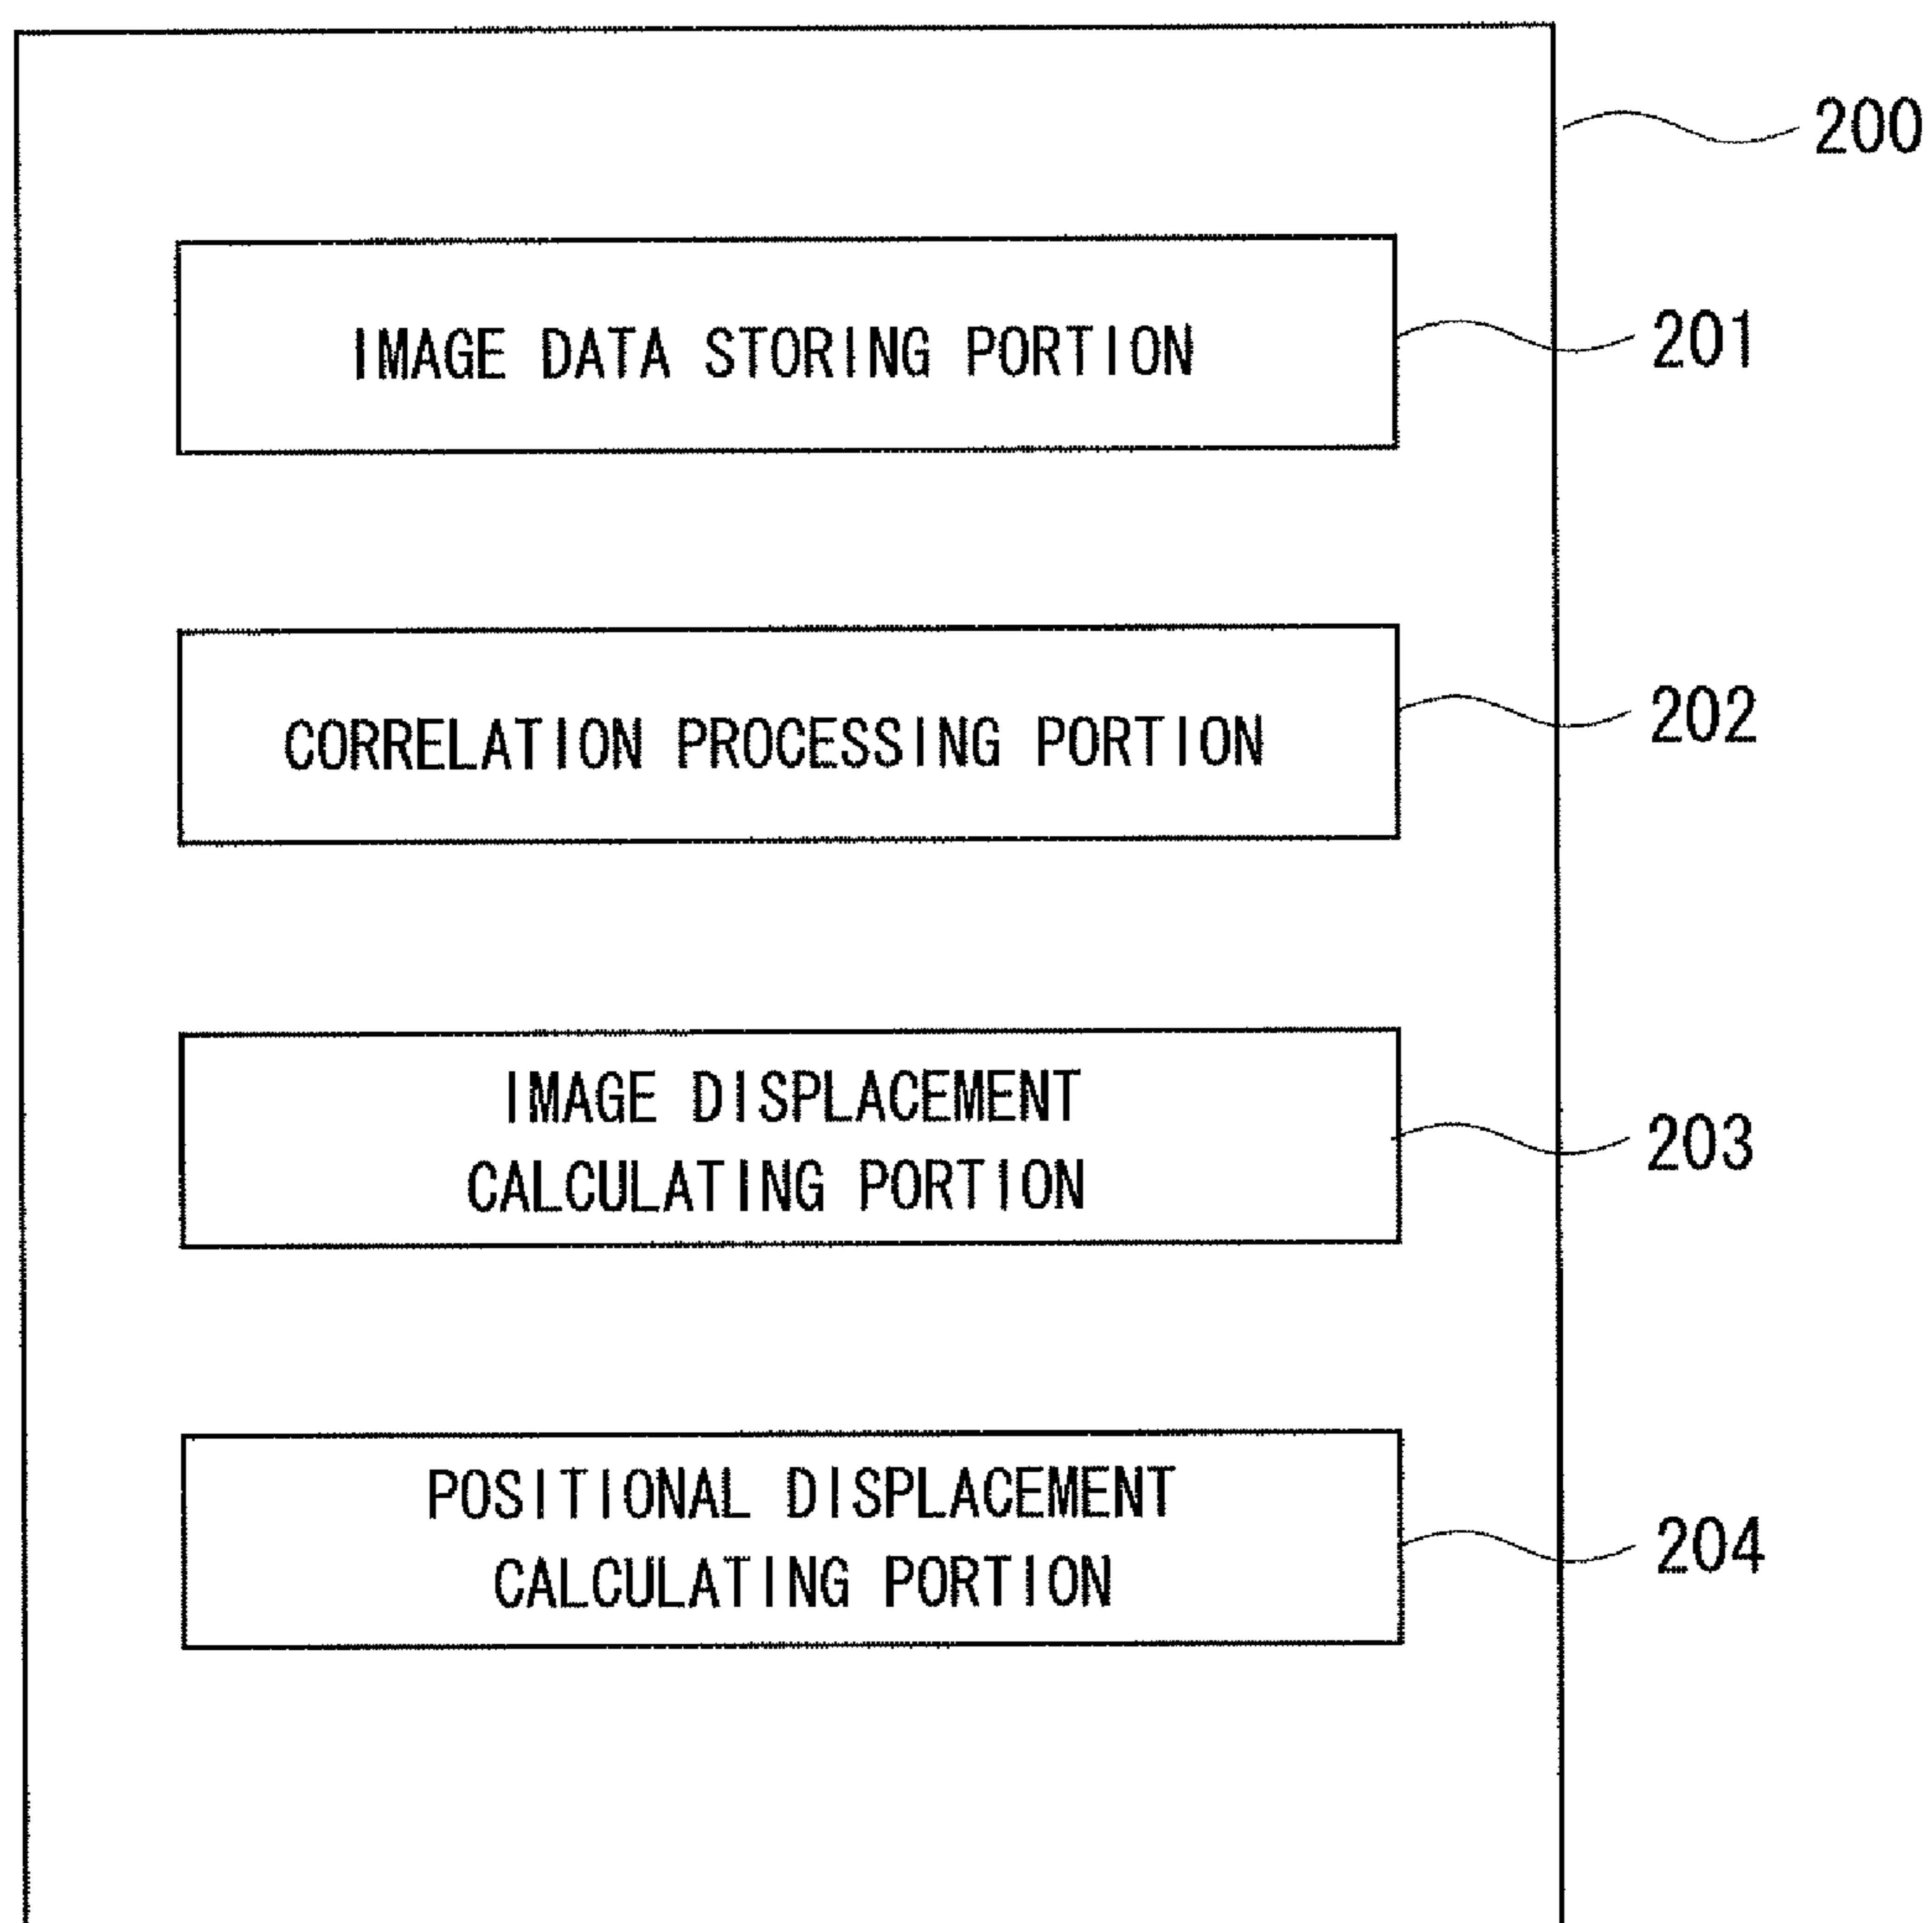 200
IMAGE DATA STORING PORTION
201
CORRELATION PROCESSING PORTION
202
IMAGE DISPLACEMENT
CALCULATING PORTION
203
POSITIONAL DISPLACEMENT
CALCULATING PORTION
204